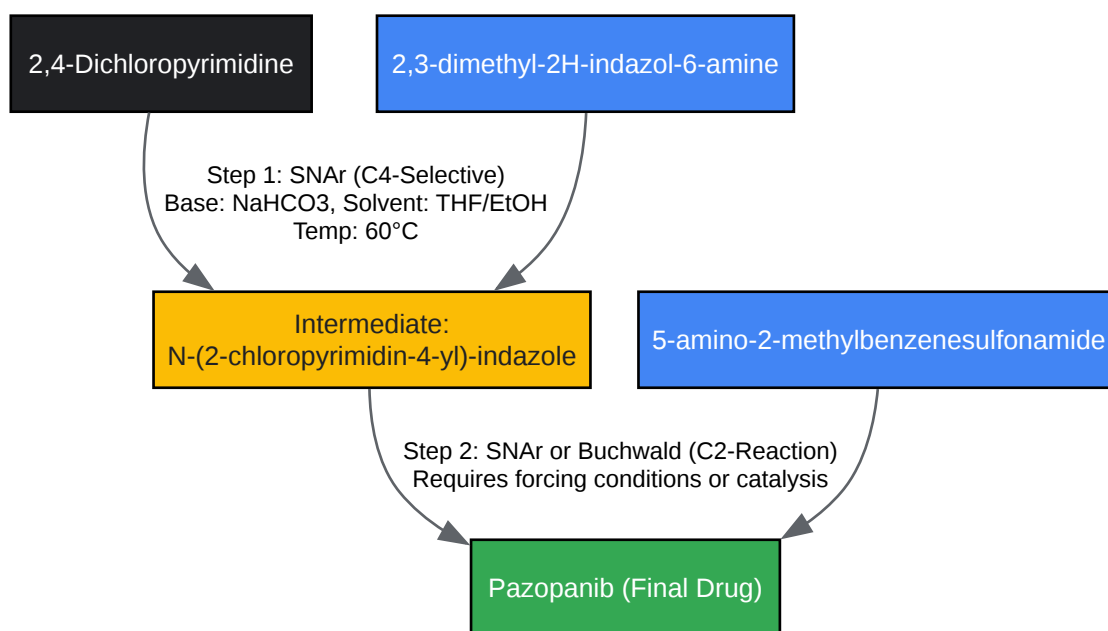 2,4-Dichloropyrimidine
2,3-dimethyl-2H-indazol-6-amine
Step 1: SNAr (C4-Selective)
Base: NaHCO3, Solvent: THF/EtOH
Temp: 60°C
Intermediate:
N-(2-chloropyrimidin-4-yl)-indazole
5-amino-2-methylbenzenesulfonamide
Step 2: SNAr or Buchwald (C2-Reaction)
Requires forcing conditions or catalysis
Pazopanib (Final Drug)